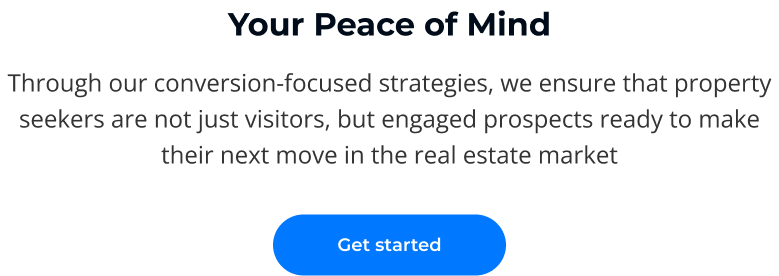 Your Peace of Mind
Through our conversion-focused strategies, we ensure that property
seekers are not just visitors, but engaged prospects ready to make
their next move in the real estate market
Get started